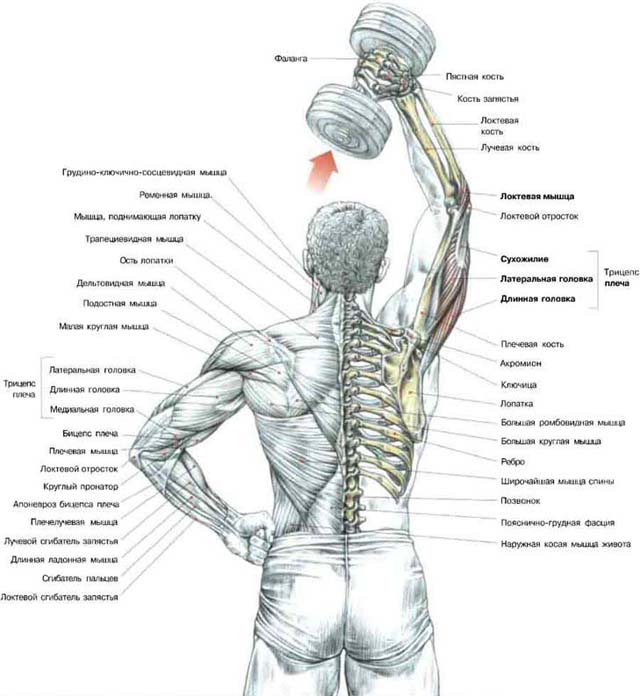 Фаланга
Пястная кость
Кость запястья
Локтевая
кость
Лучевая кость
Грудино-ключично-сосцевидная мышца
Ременная мышца
Мышца, поднимающая лопатку
Трапециевидная мышца
Ость лопатки
Дельтовидная мышца
Подостная мышца
Малая круглая мышца
Трицепс
плеча
Латеральная головка
Длинная головка
Медиальная головка
Бицепс плеча
Плечевая мышца
Локтевой отросток
Круглый пронатор
Апоневроз бицепса плеча
Плечелучевая мышца
Лучевой сгибатель запястья
Длинная ладонная мышца
Сгибатель пальцев
Локтевой сгибатель запястья
Локтевая мышца
Локтевой отросток
Сухожилие
Латеральная головка
Длинная головка
Трицепс
плеча
Плечевая кость
Акромион
Ключица
Лопатка
Большая ромбовидная мышца
Большая круглая мышца
Ребро
Широчайшая мышца спины
Позвонок
Пояснично-грудная фасция
Наружная косая мышца живота